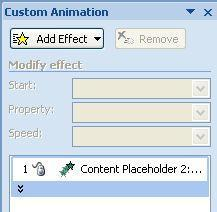 Custom Animation
Add Effect
Remove
Modify effect
Start:
Property:
Speed:
1 Content Placeholder 2:...